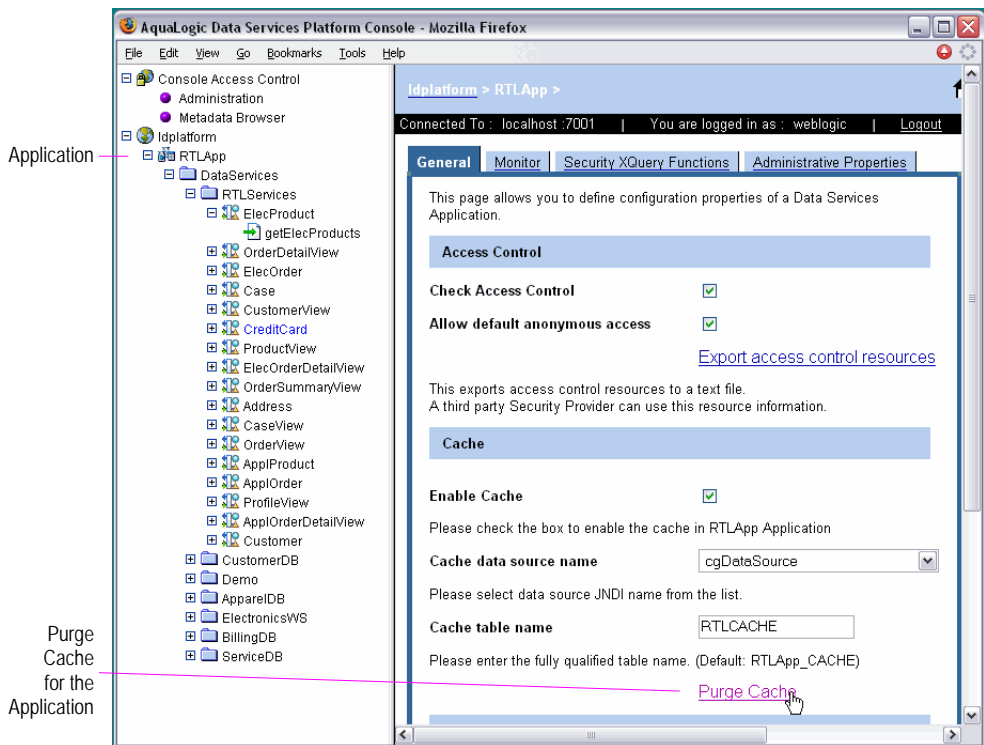 AquaLogic Data Services Platform Console - Mozilla Firefox
File Edit View Go Bookmarks Tools Help
Console Access Control
Administration
Metadata Browser
ldplatform
Application
RTLApp
DataServices
RTLServices
ElecProduct
getElecProducts
OrderDetailView
ElecOrder
Case
CustomerView
CreditCard
ProductView
ElecOrderDetailView
OrderSummaryView
Address
CaseView
OrderView
ApplProduct
ApplOrder
ProfileView
ApplOrderDetailView
Customer
CustomerDB
Demo
ApparelDB
ElectronicsWS
BillingDB
ServiceDB
Purge
Cache
for the
Application
ldplatform > RTLApp >
Connected To : localhost :7001 | You are logged in as : weblogic | Logout
General Monitor Security XQuery Functions Administrative Properties
This page allows you to define configuration properties of a Data Services
Application.
Access Control
Check Access Control
Allow default anonymous access
Export access control resources
This exports access control resources to a text file.
A third party Security Provider can use this resource information.
Cache
Enable Cache
Please check the box to enable the cache in RTLApp Application
Cache data source name cgDataSource
Please select data source JNDI name from the list.
Cache table name RTLCACHE
Please enter the fully qualified table name. (Default: RTLApp_CACHE)
Purge Cache